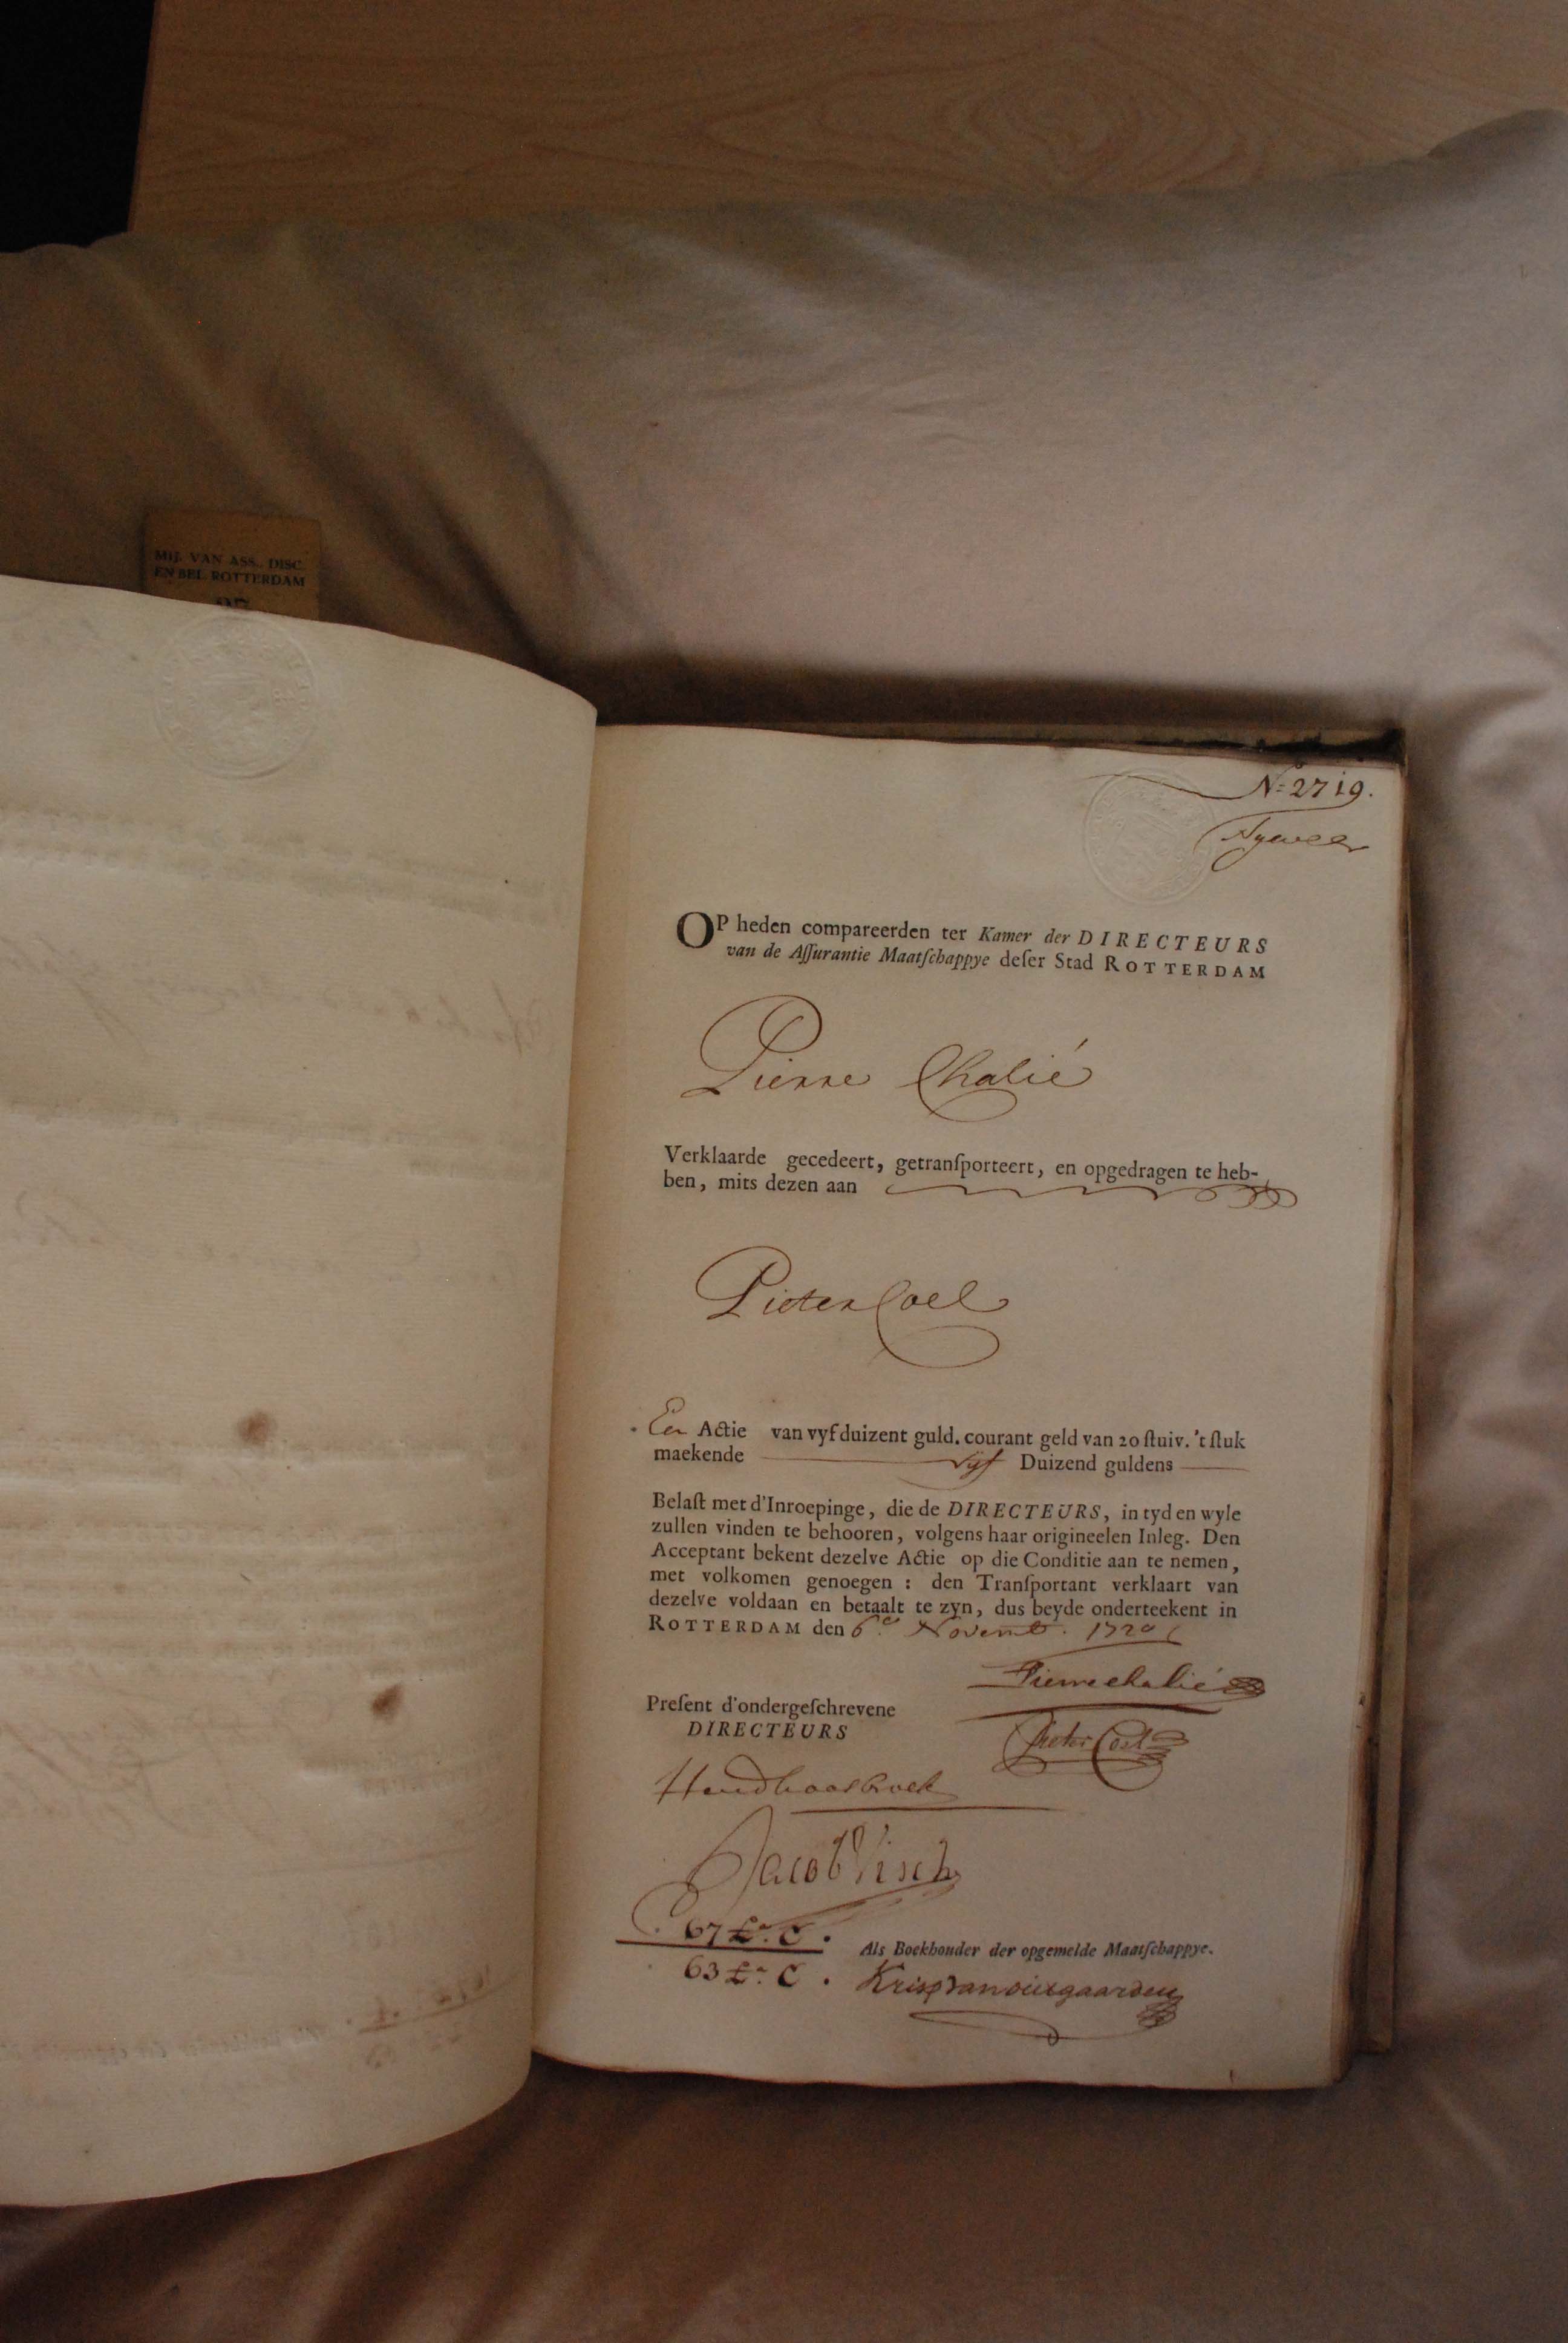 MIJ. VAN ASS. DISC.
EN BEL. ROTTERDAM
N:o 2719.
OP heden compareerden ter Kamer der DIRECTEURS
van de Aſſurantie Maatſchappye deſer Stad ROTTERDAM
Pierre Chalié
Verklaarde gecedeert, getranſporteert, en opgedragen te heb-
ben, mits dezen aan
Pieter Coel
Een Actie van vyf duizent guld. courant geld van 20 ſtuiv. 't ſtuk
maekende Vyf Duizend guldens
Belaſt met d'Inroepinge, die de DIRECTEURS, in tyd en wyle
zullen vinden te behooren, volgens haar origineelen Inleg. Den
Acceptant bekent dezelve Actie op die Conditie aan te nemen,
met volkomen genoegen : den Tranſportant verklaart van
dezelve voldaan en betaalt te zyn, dus beyde onderteekent in
ROTTERDAM den 6e Novemb. 1720
Pierre chalié
Preſent d'ondergeſchrevene
DIRECTEURS
Pieter Coel
Jacob Visch
67 £a. C.
Als Boekhouder der opgemelde Maatſchappye.
63 £a. C.